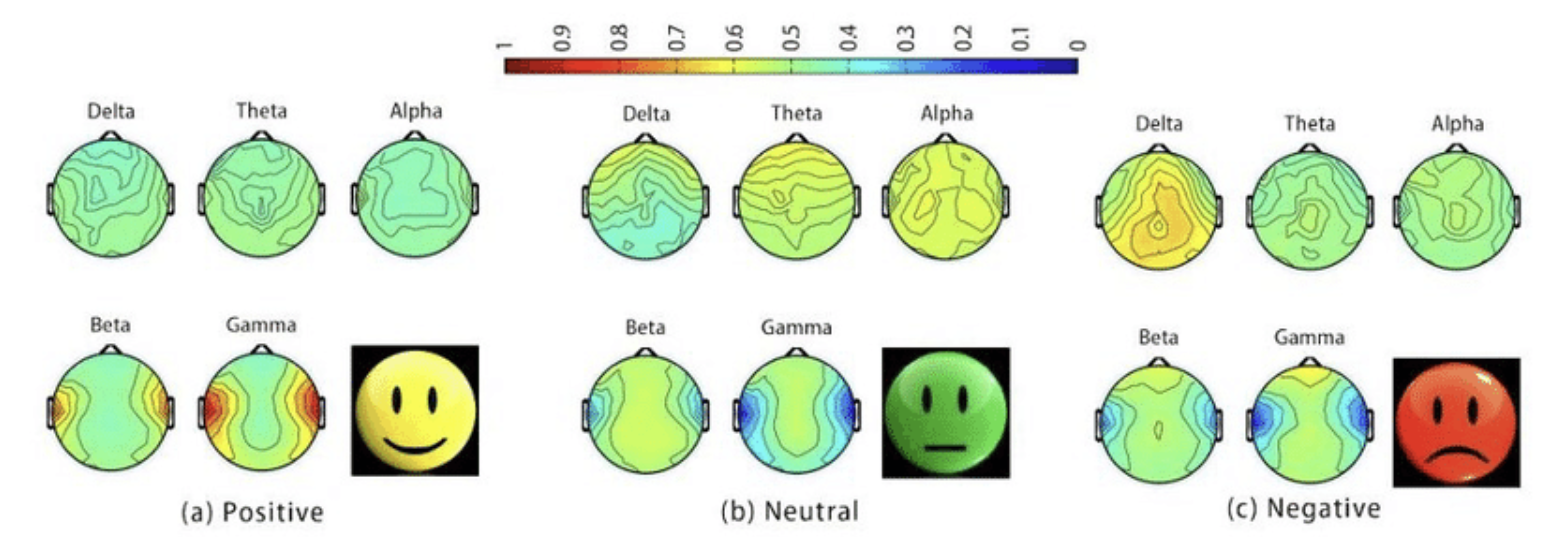 1 0.9 0.8 0.7 0.6 0.5 0.4 0.3 0.2 0.1 0
Delta Theta Alpha
Beta Gamma
(a) Positive
Delta Theta Alpha
Beta Gamma
(b) Neutral
Delta Theta Alpha
Beta Gamma
(c) Negative